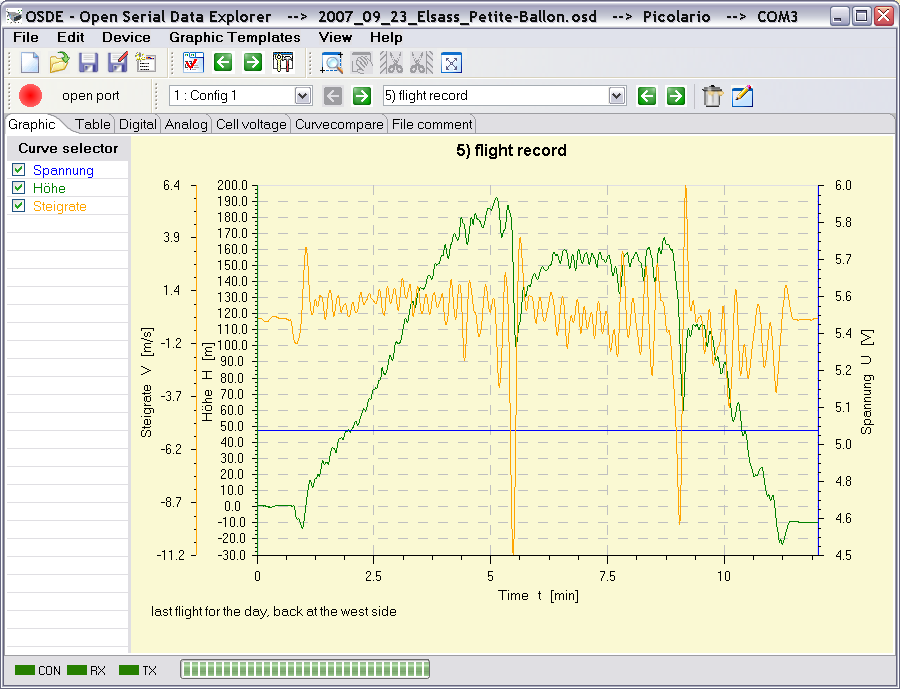 OSDE - Open Serial Data Explorer --> 2007_09_23_Elsass_Petite-Ballon.osd --> Picolario --> COM3
File Edit Device Graphic Templates View Help
open port 1 : Config 1 5) flight record
Graphic Table Digital Analog Cell voltage Curvecompare File comment
Curve selector
Spannung
Höhe
Steigrate
5) flight record
6.4
3.9
1.4
-1.2
-3.7
-6.2
-8.7
-11.2
Steigrate V [m/s]
200.0
190.0
180.0
170.0
160.0
150.0
140.0
130.0
120.0
110.0
100.0
90.0
80.0
70.0
60.0
50.0
40.0
30.0
20.0
10.0
0.0
-10.0
-20.0
-30.0
Höhe H [m]
6.0
5.8
5.7
5.6
5.4
5.2
5.1
5.0
4.8
4.6
4.5
Spannung U [V]
0 2.5 5 7.5 10
Time t [min]
last flight for the day, back at the west side
CON RX TX